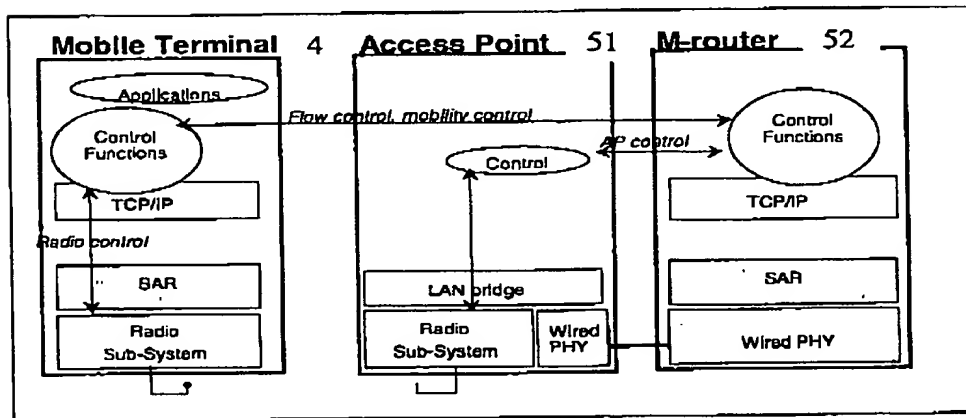 Mobile Terminal 4
Access Point 51
M-router 52
Applications
Flow control, mobility control
Control
Functions
Control
Functions
AP control
Control
TCP/IP
TCP/IP
Radio control
SAR
LAN bridge
SAR
Radio
Sub-System
Radio
Sub-System
Wired
PHY
Wired PHY